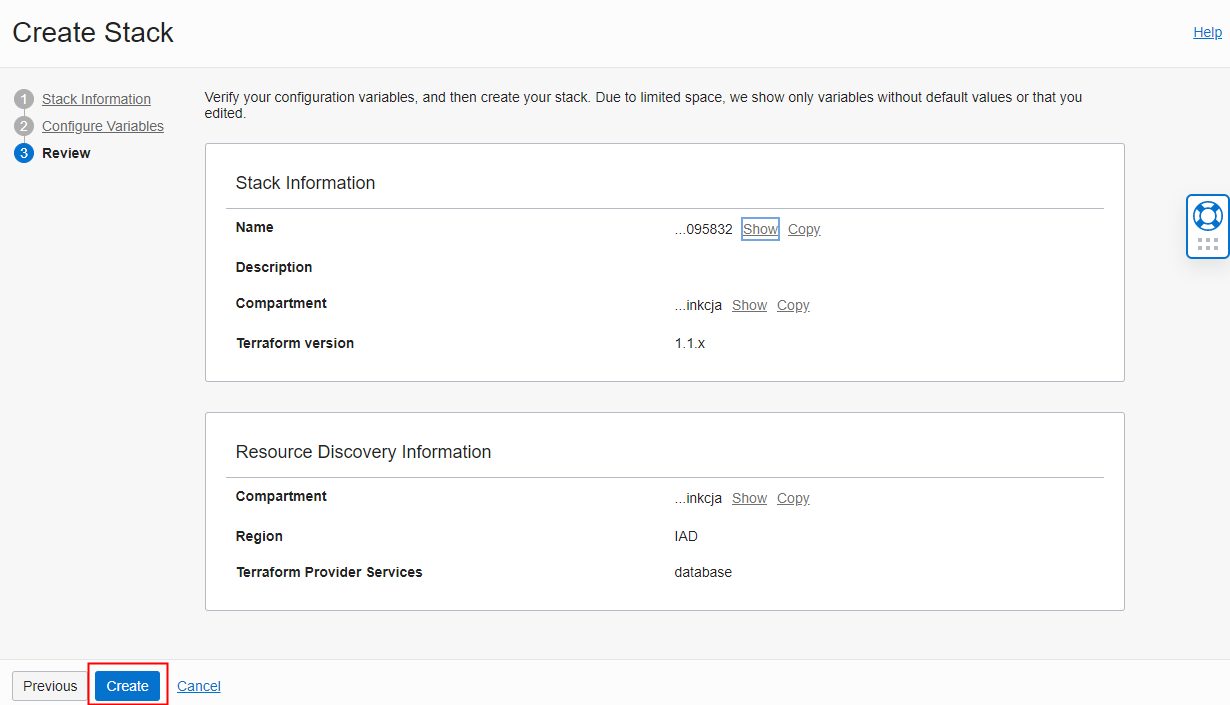 Create Stack
Help
1 Stack Information
2 Configure Variables
3 Review
Verify your configuration variables, and then create your stack. Due to limited space, we show only variables without default values or that you
edited.
Stack Information
Name ...095832 Show Copy
Description
Compartment ...inkcja Show Copy
Terraform version 1.1.x
Resource Discovery Information
Compartment ...inkcja Show Copy
Region IAD
Terraform Provider Services database
Previous Create Cancel